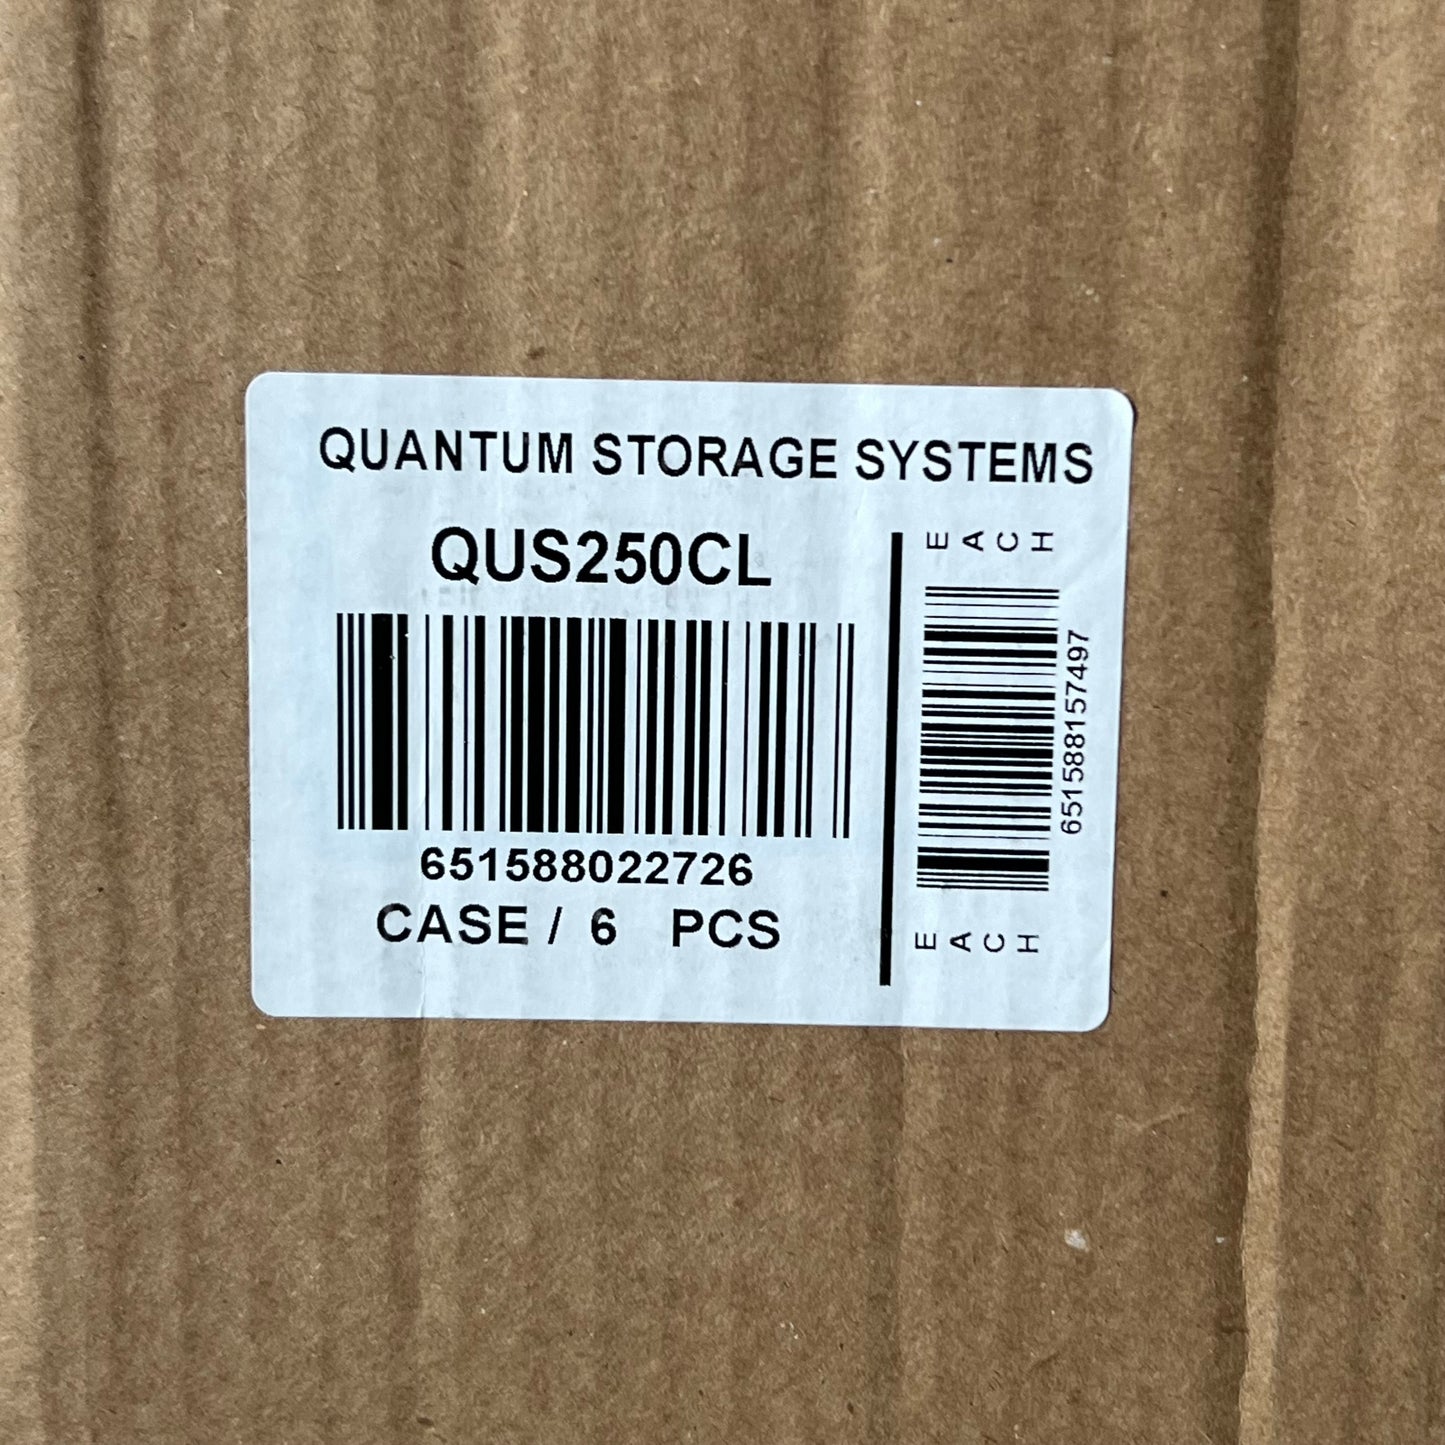 QUANTUM STORAGE SYSTEMS
QUS250CL
651588022726
CASE / 6 PCS
EACH
651588157497
EACH